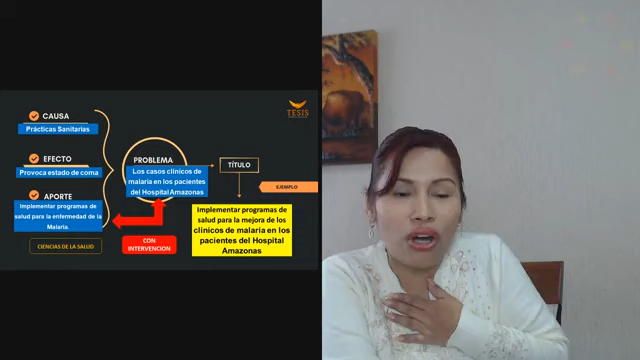 TESIS
CAUSA
Prácticas Sanitarias
EFECTO
Provoca estado de coma
APORTE
Implementar programas de
salud para la enfermedad de la
Malaria.
CIENCIAS DE LA SALUD
PROBLEMA
Los casos clínicos de
malaria en los pacientes
del Hospital Amazonas
CON
INTERVENCION
TÍTULO
EJEMPLO
Implementar programas de
salud para la mejora de los
clínicos de malaria en los
pacientes del Hospital
Amazonas